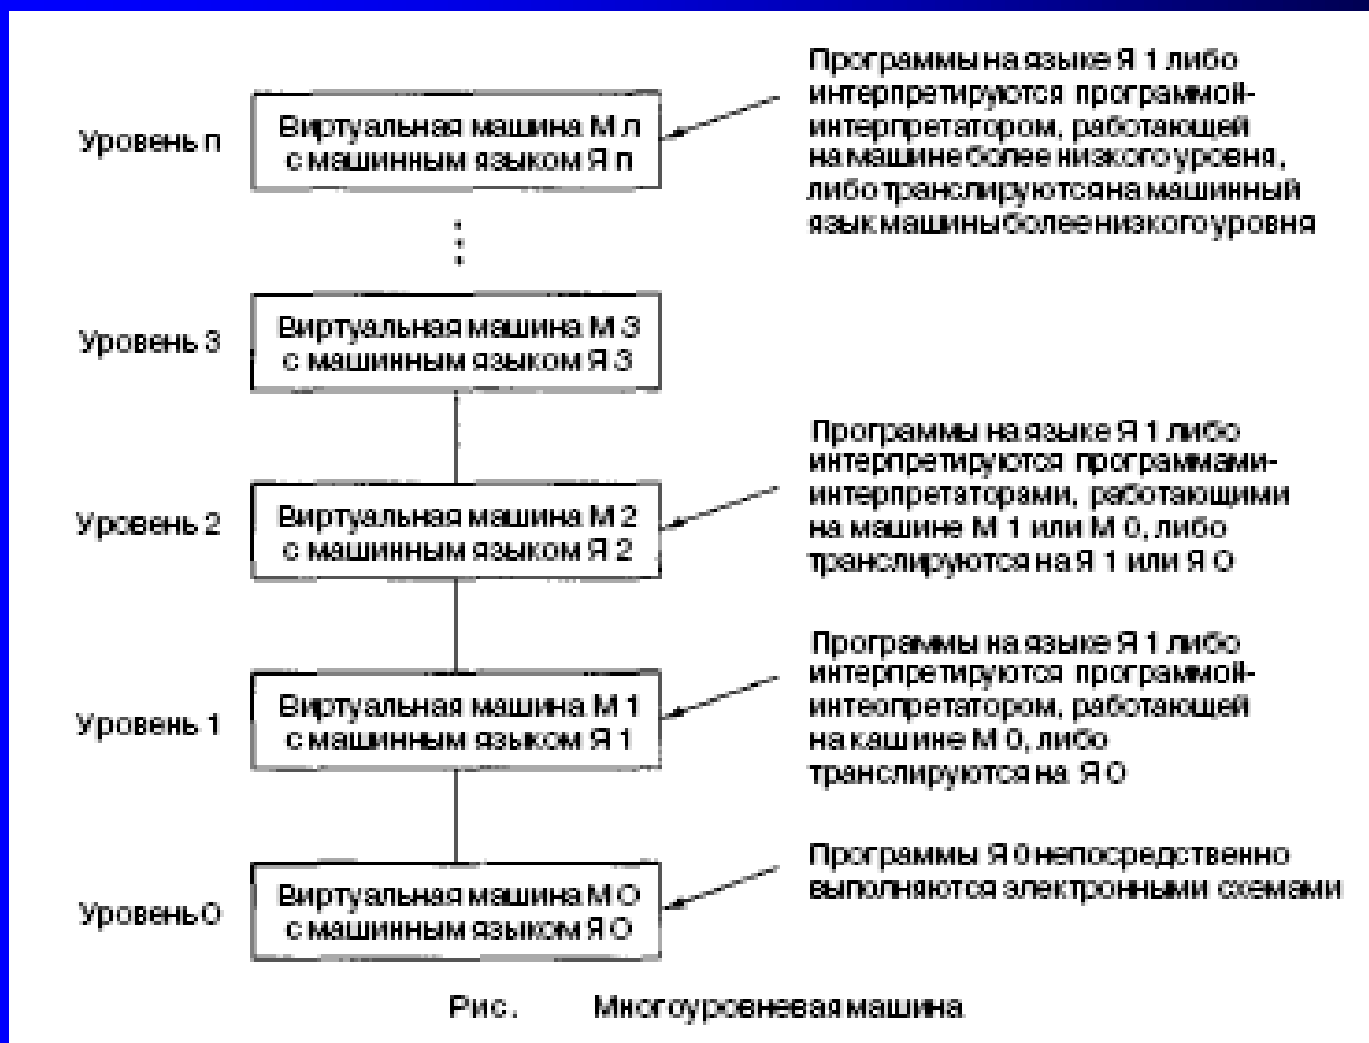 Программы на языке Я 1 либо
интерпретируются программой-
интерпретатором, работающей
на машине более низкого уровня,
либо транслируются на машинный
язык машины более низкого уровня
Уровень n
Виртуальная машина М n
с машинным языком Я n
Уровень 3
Виртуальная машина М 3
с машинным языком Я 3
Программы на языке Я 1 либо
интерпретируются программами-
интерпретаторами, работающими
на машине М 1 или М 0, либо
транслируются на Я 1 или Я 0
Уровень 2
Виртуальная машина М 2
с машинным языком Я 2
Программы на языке Я 1 либо
интерпретируются программой-
интеопретатором, работающей
на кашине М 0, либо
транслируются на Я 0
Уровень 1
Виртуальная машина М 1
с машинным языком Я 1
Программы Я 0 непосредственно
выполняются электронными схемами
Уровень 0
Виртуальная машина М 0
с машинным языком Я 0
Рис. Многоуровневая машина